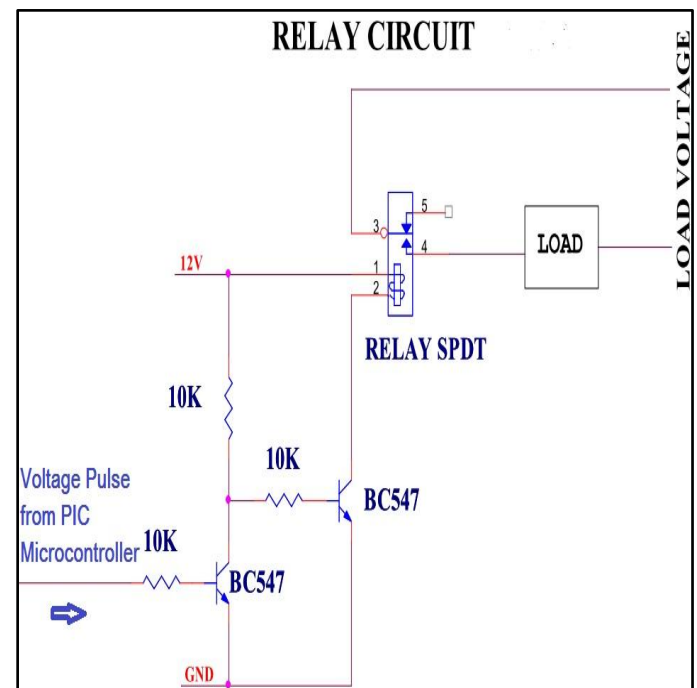 RELAY CIRCUIT
LOAD VOLTAGE
5
3
4
LOAD
12V
1
2
RELAY SPDT
10K
10K
Voltage Pulse
from PIC
Microcontroller
BC547
10K
BC547
GND